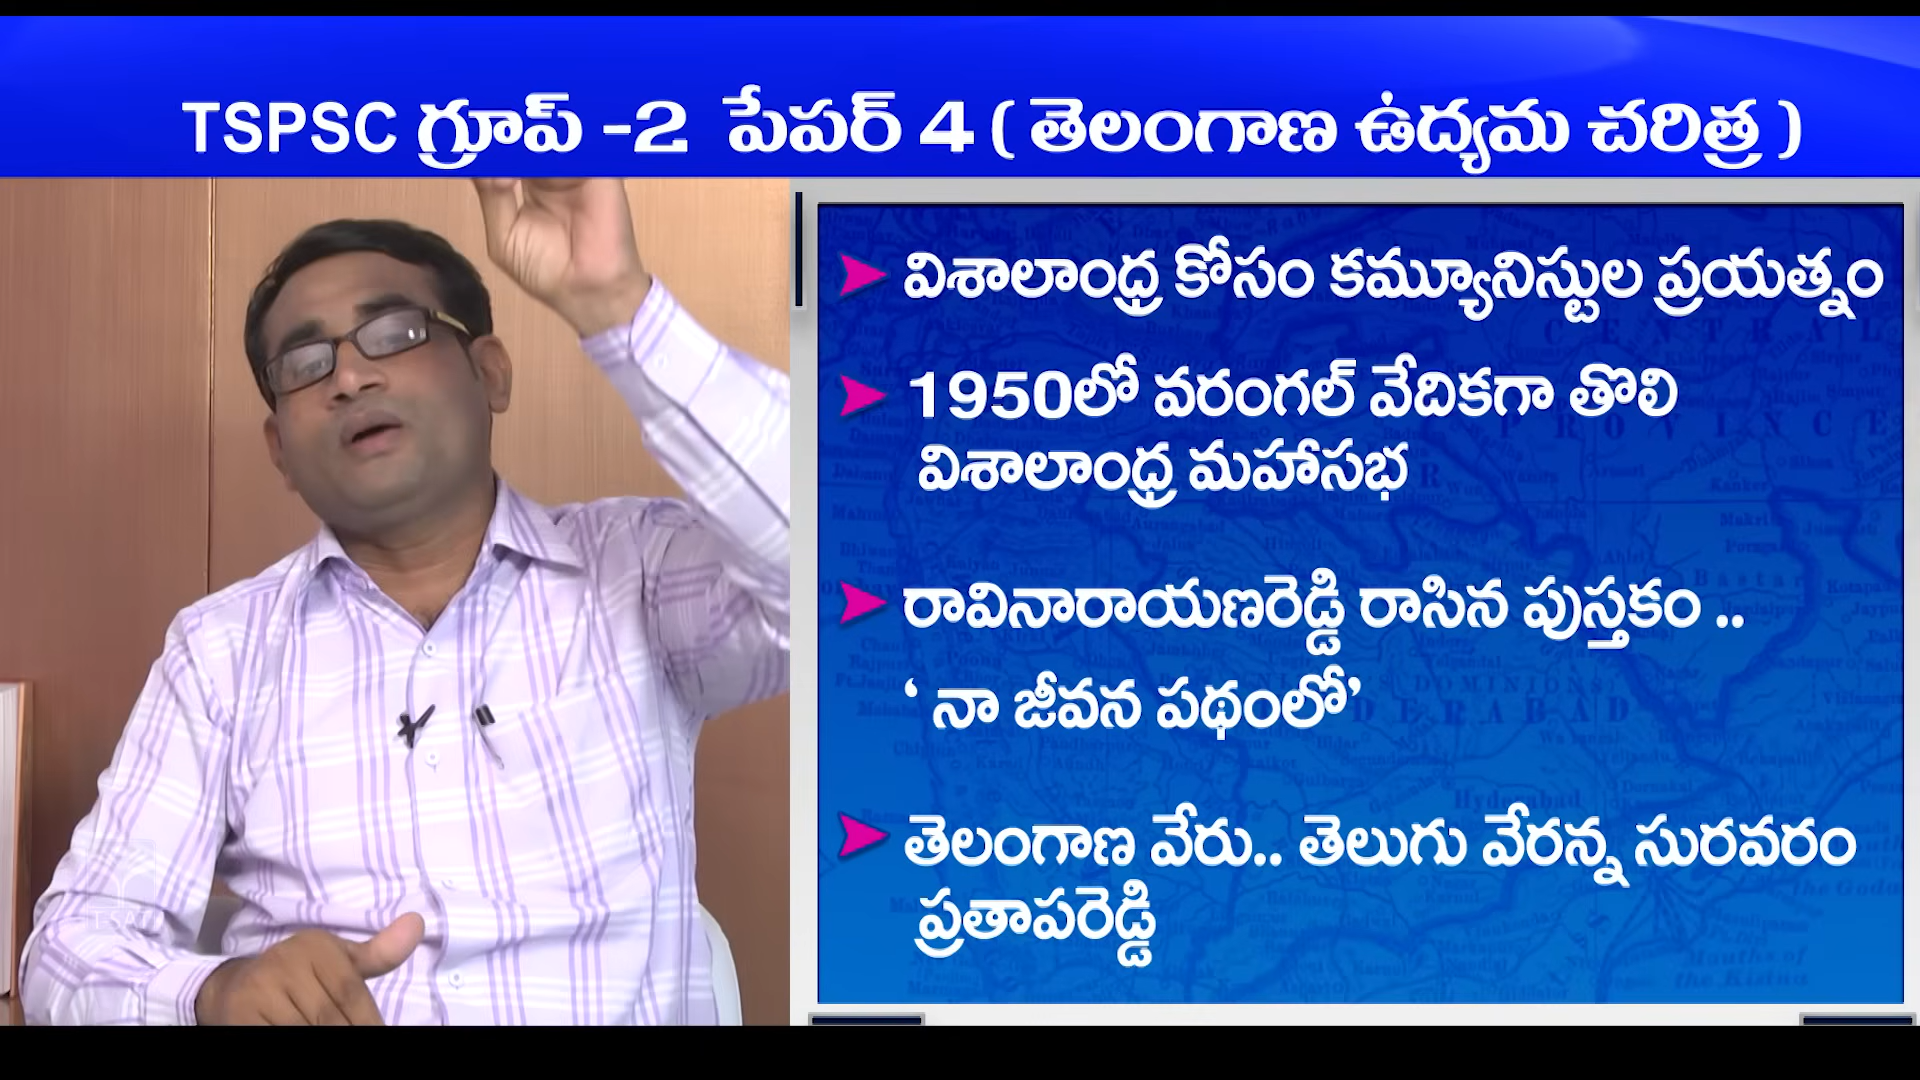 TSPSC గ్రూప్ -2 పేపర్ 4 ( తెలంగాణ ఉద్యమ చరిత్ర )
విశాలాంధ్ర కోసం కమ్యూనిస్టుల ప్రయత్నం
1950లో వరంగల్ వేదికగా తొలి
విశాలాంధ్ర మహాసభ
రావినారాయణరెడ్డి రాసిన పుస్తకం ..
‘ నా జీవన పథంలో’
తెలంగాణ వేరు.. తెలుగు వేరన్న సురవరం
ప్రతాపరెడ్డి
T-SAT